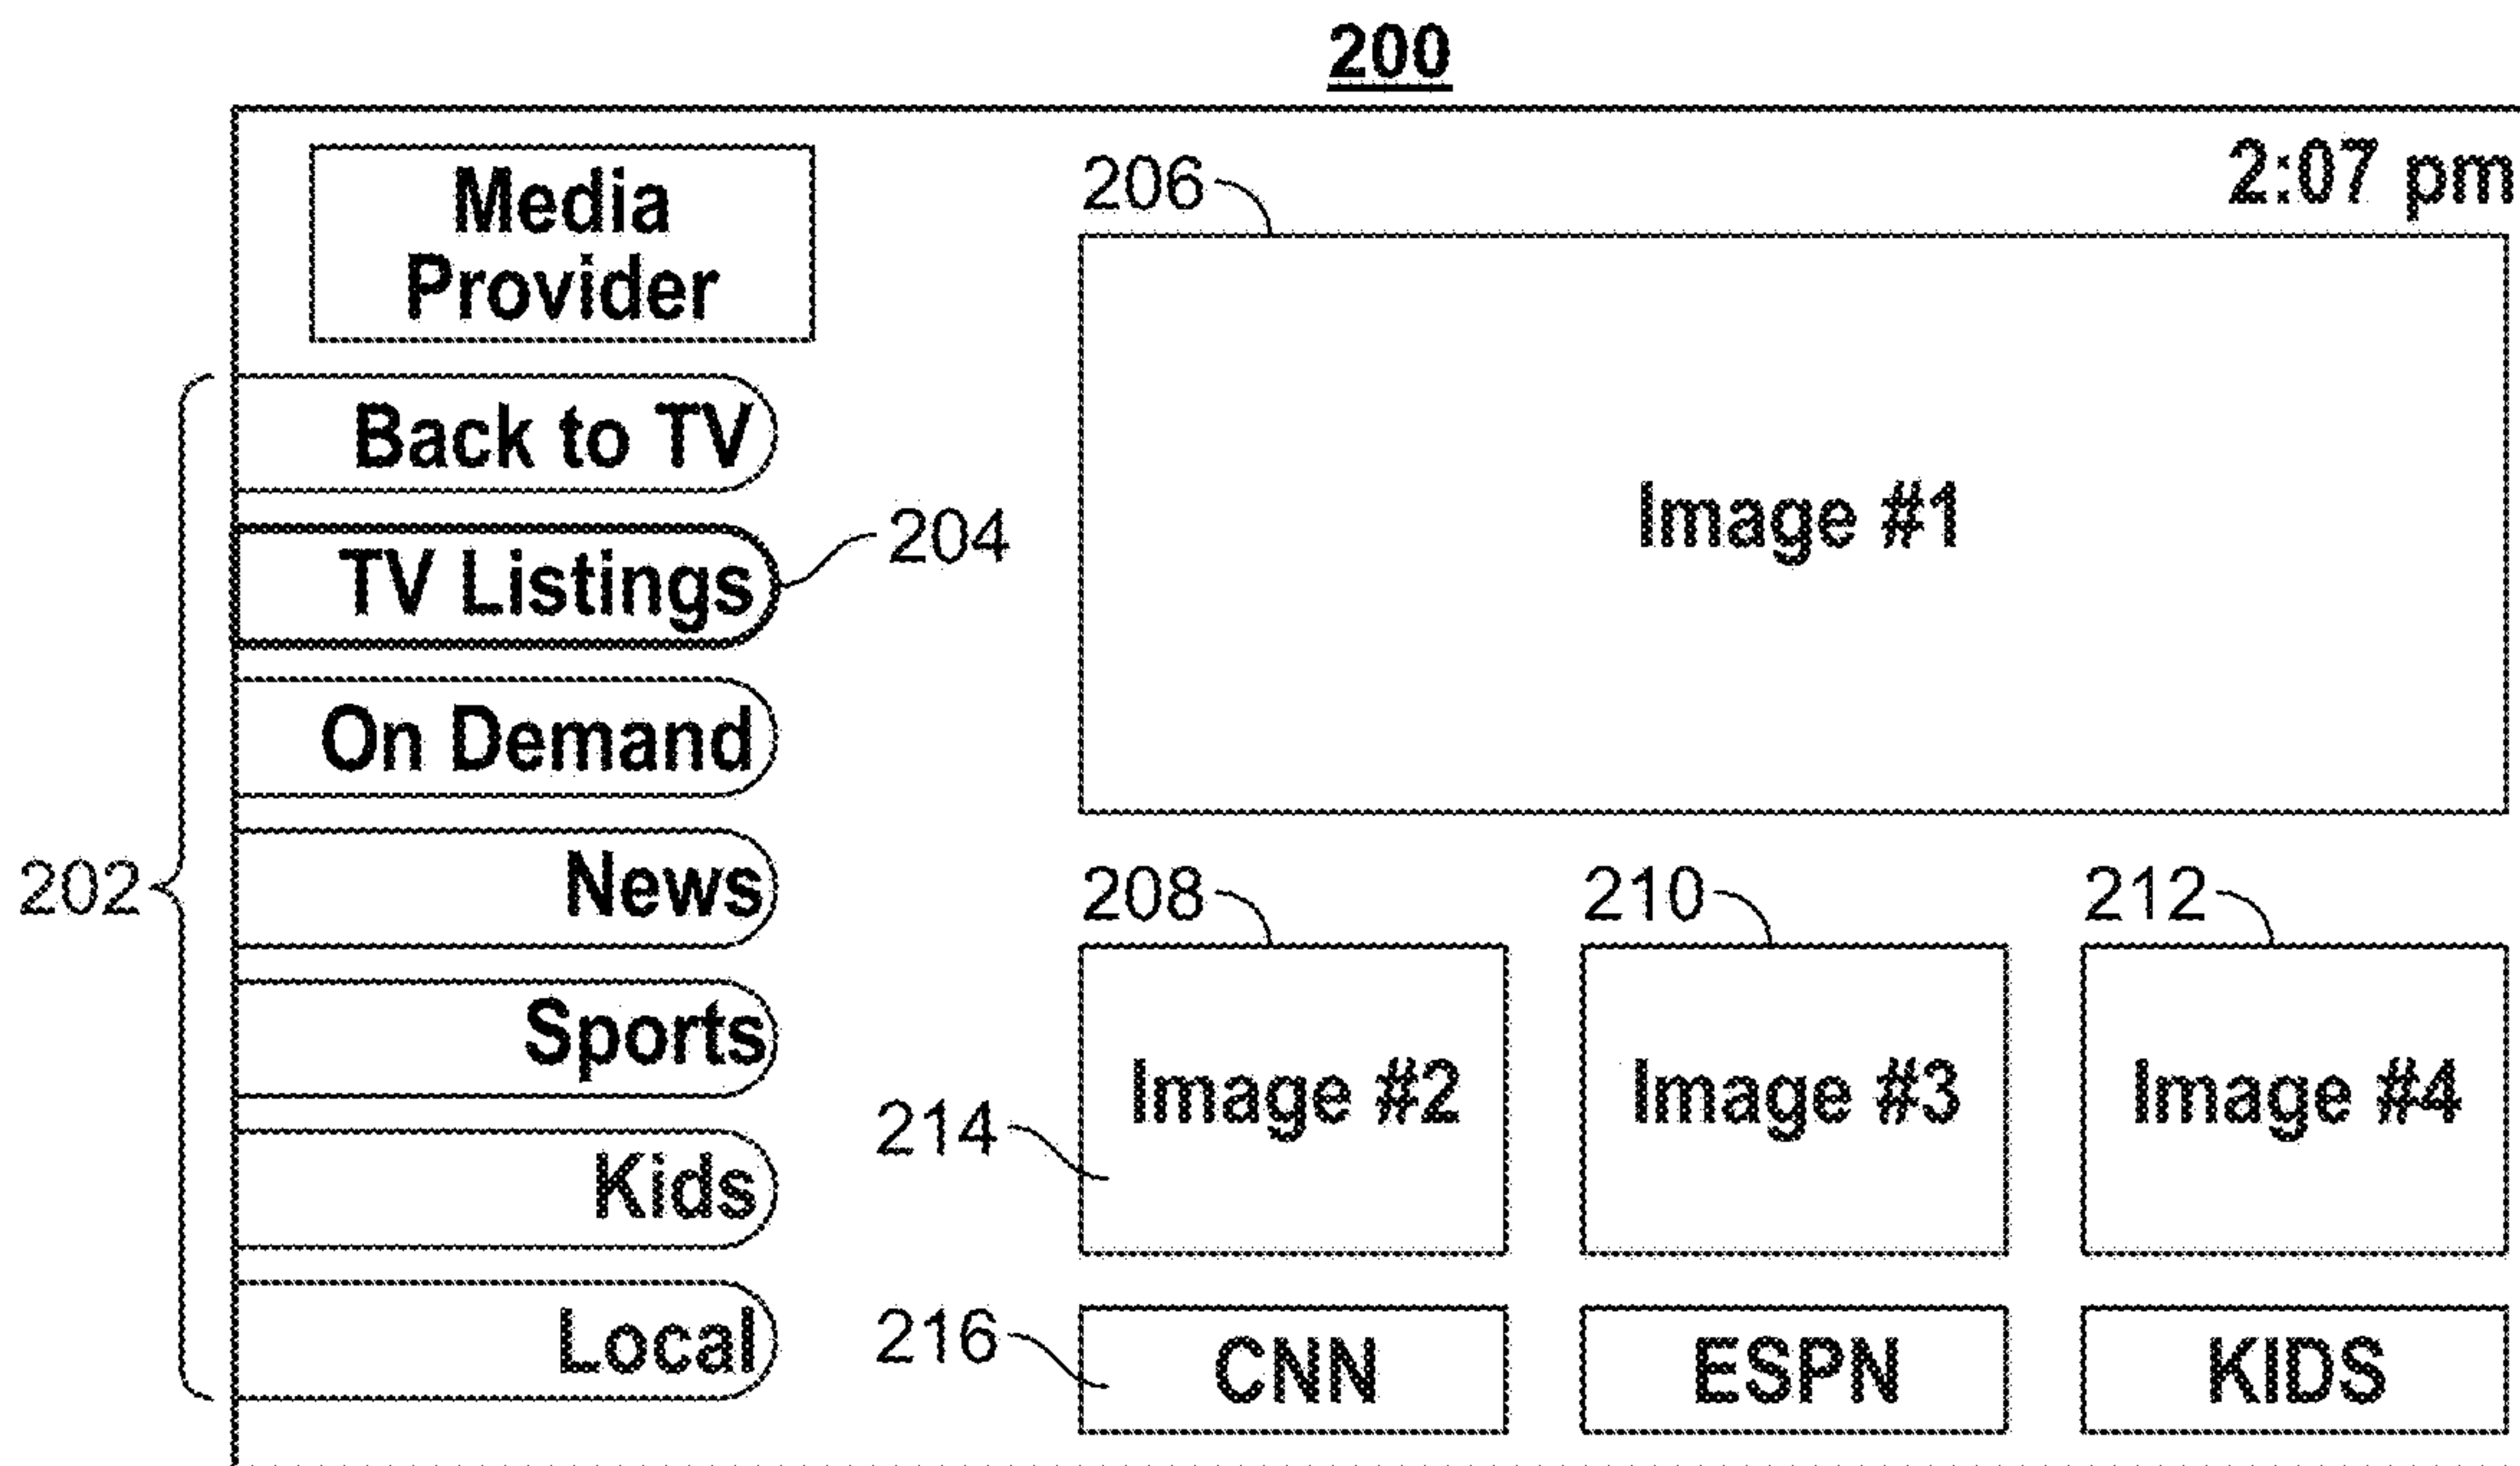 200
Media
Provider
2:07 pm
206
Image #1
Back to TV
TV Listings
204
On Demand
News
202
Sports
Kids
Local
208
210
212
Image #2
Image #3
Image #4
214
216
CNN
ESPN
KIDS